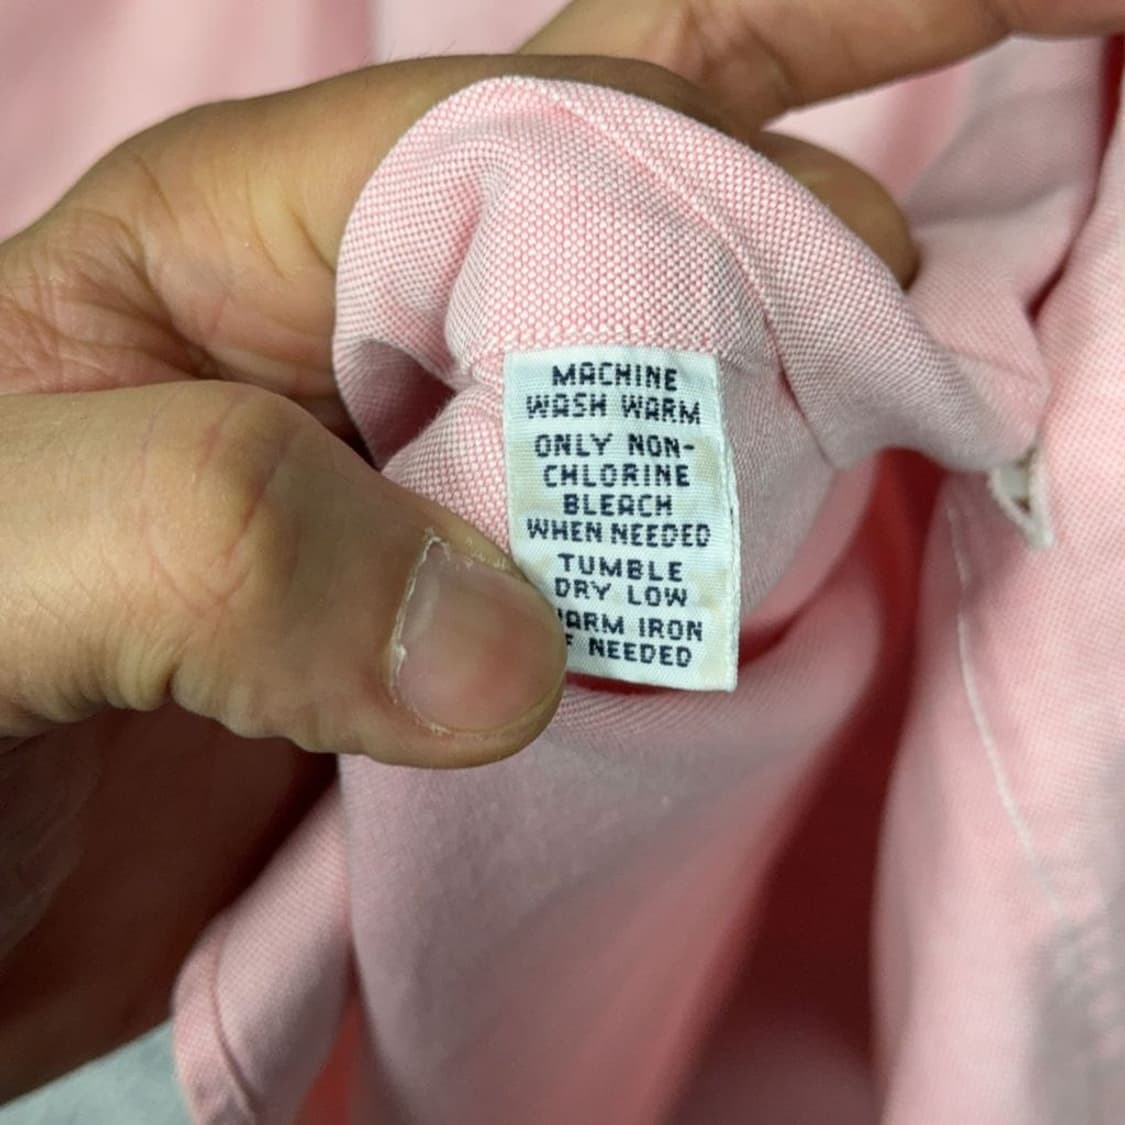 MACHINE
WASH WARM
ONLY NON-
CHLORINE
BLEACH
WHEN NEEDED
TUMBLE
DRY LOW
IRON
NEEDED